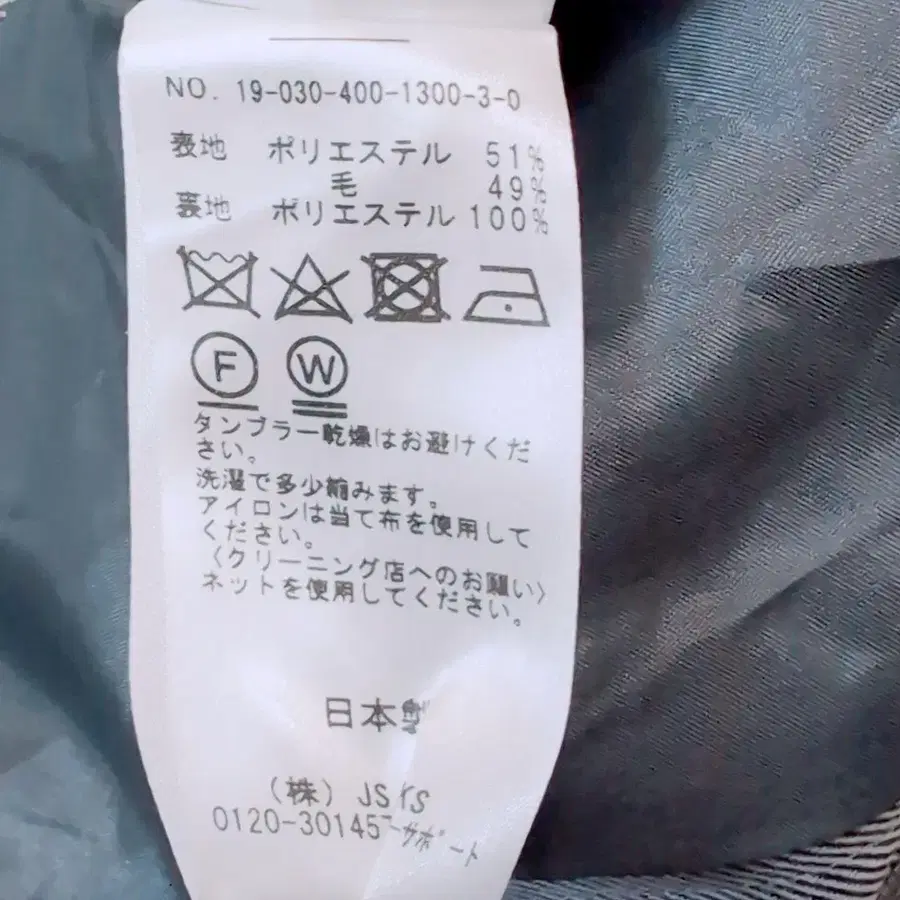 NO. 19-030-400-1300-3-0
表地 ポリエステル 51%
毛 49%
裏地 ポリエステル 100%
F W
タンブラー乾燥はお避けくだ
さい。
洗濯で多少縮みます。
アイロンは当て布を使用して
ください。
〈クリーニング店へのお願い〉
ネットを使用してください。
日本製
(株) JS
0120-30145